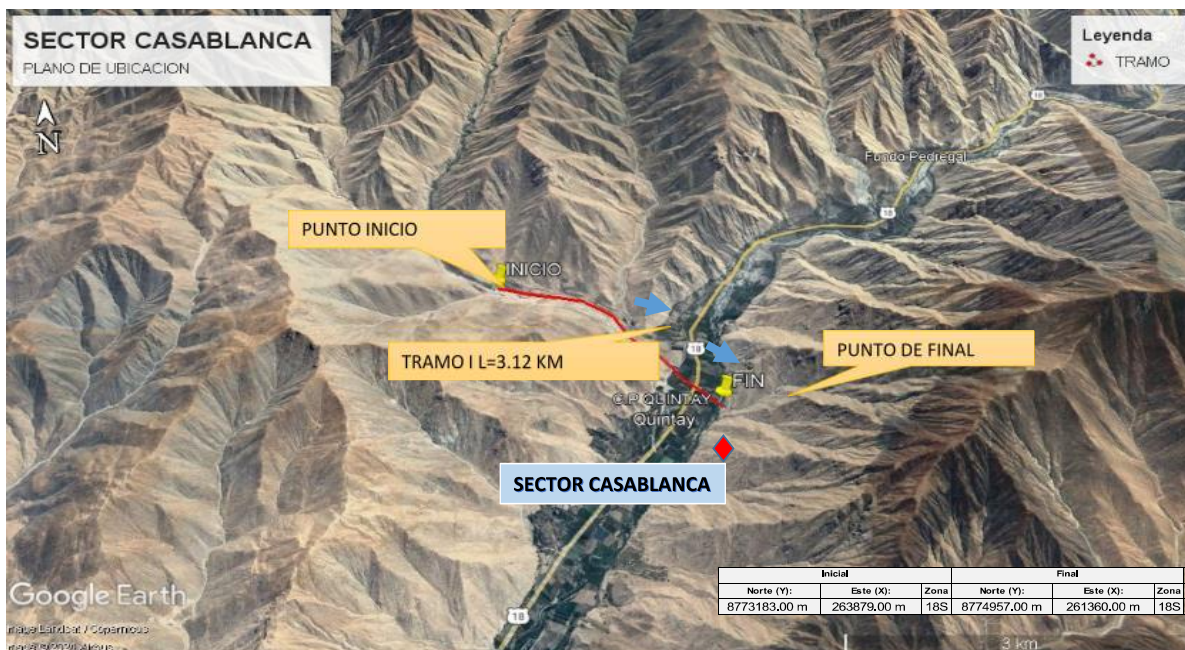 SECTOR CASABLANCA
PLANO DE UBICACION
Leyenda
TRAMO
N
18
Fundo Pedregal
18
PUNTO INICIO
INICIO
TRAMO I L=3.12 KM
18
PUNTO DE FINAL
FIN
C.P. QUINTAY
Quintay
SECTOR CASABLANCA
Inicial Final
Norte (Y): Este (X): Zona Norte (Y): Este (X): Zona
8773183.00 m 263879.00 m 18S 8774957.00 m 261360.00 m 18S
Google Earth
18
Landsat / Copernicus
3 km